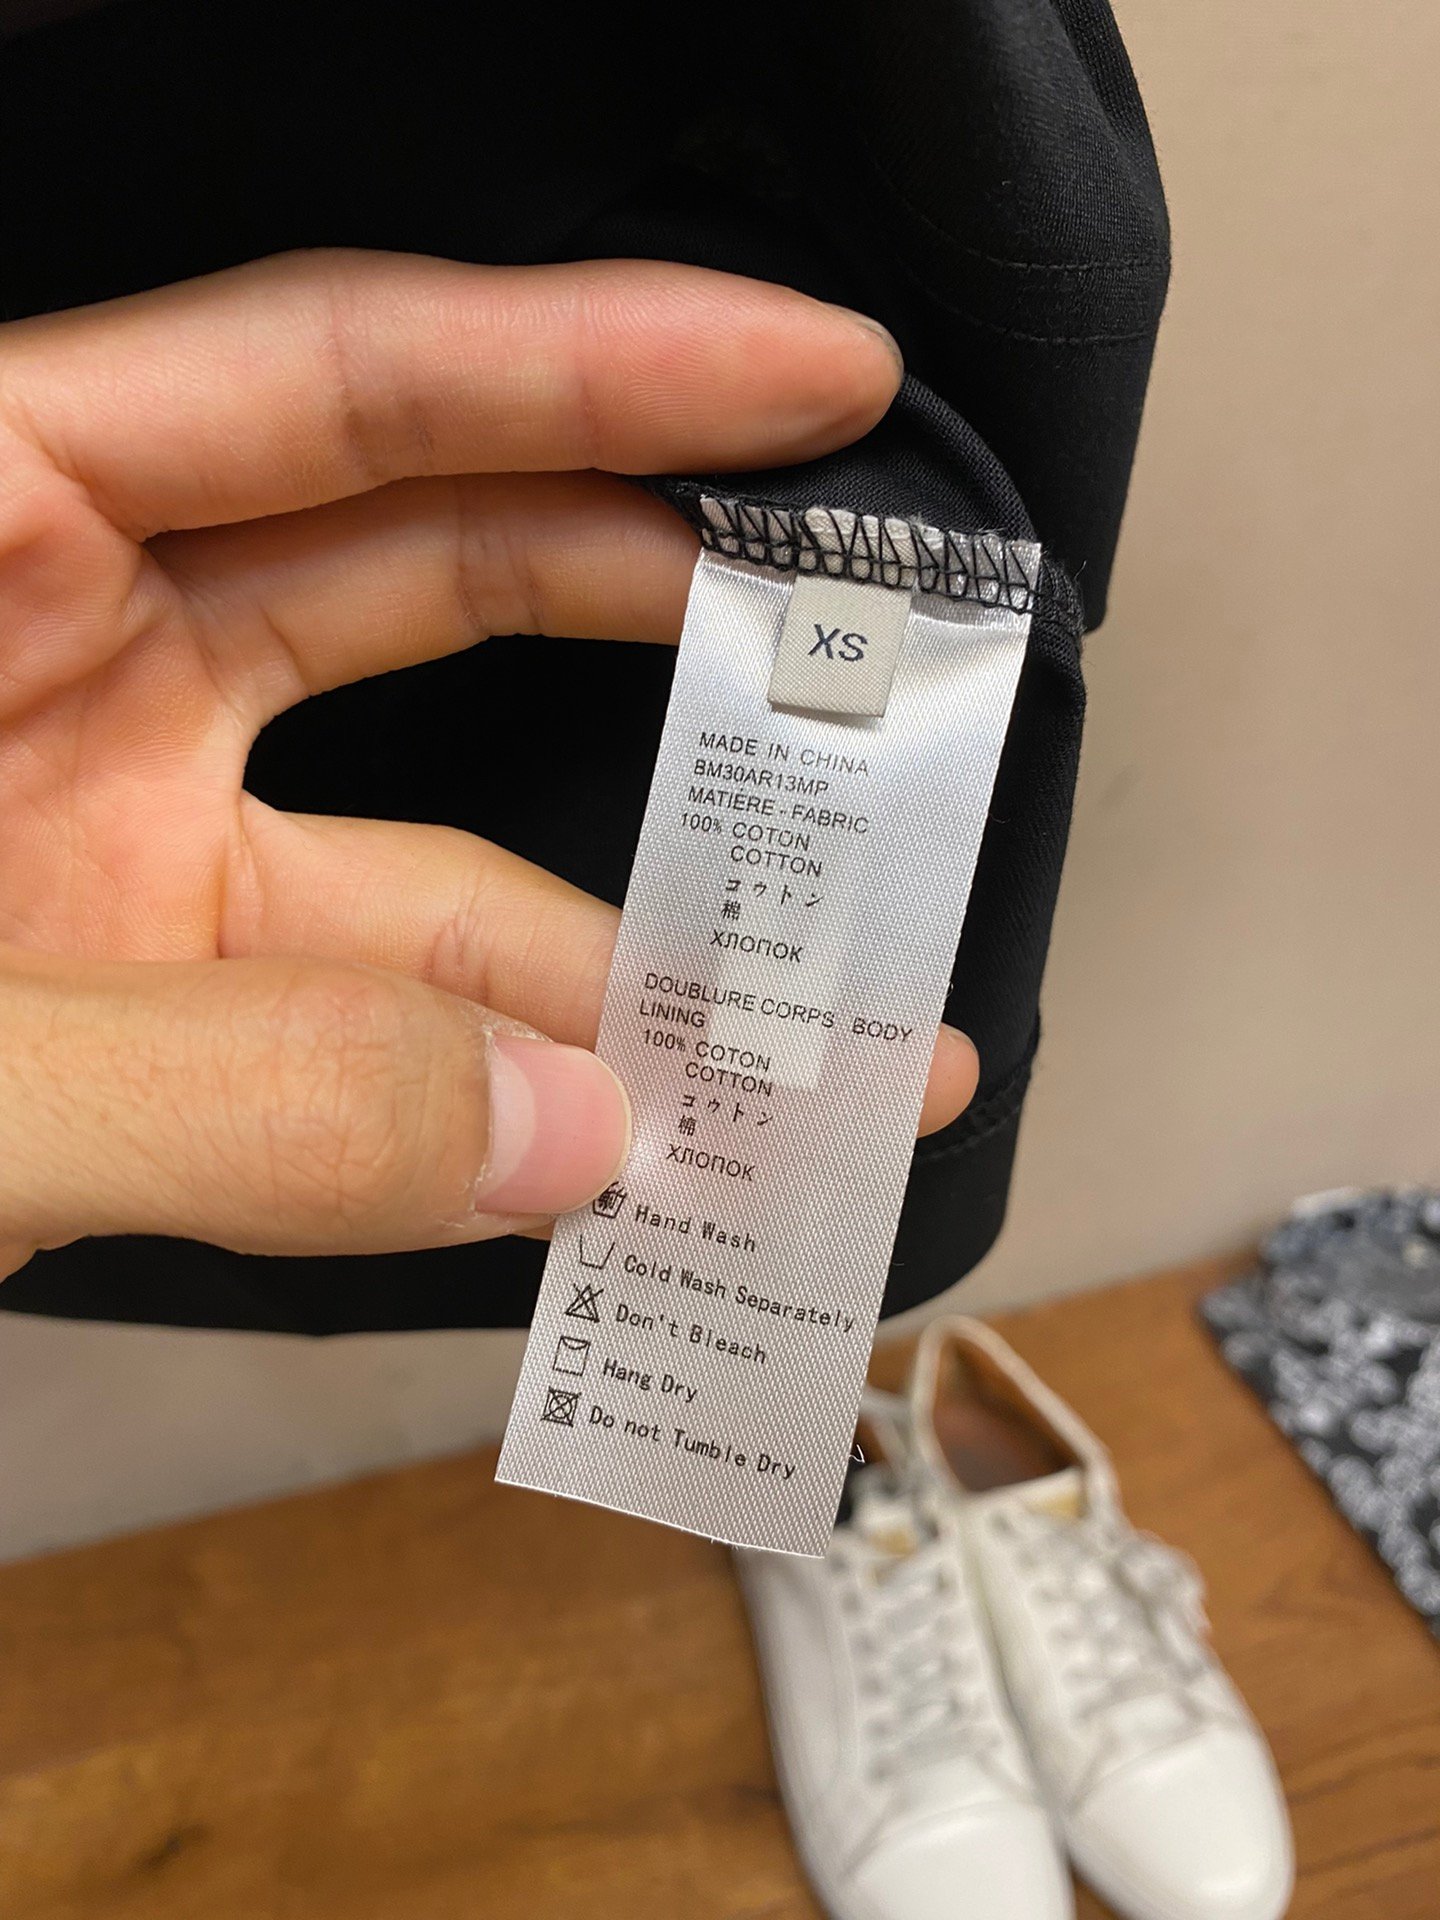 XS
MADE IN CHINA
BM30AR13MP
MATIERE - FABRIC
100% COTON
COTTON
コゥトン
棉
ХЛОПОК
DOUBLURE CORPS BODY
LINING
100% COTON
COTTON
コゥトン
棉
ХЛОПОК
Hand Wash
Cold Wash Separately
Don't Bleach
Hang Dry
Do not Tumble Dry